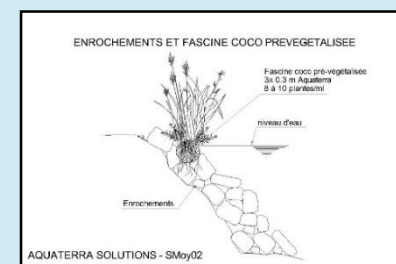 ENROCHEMENTS ET FASCINE COCO PREVEGETALISEE
Fascine coco pré-végétalisée
3x 0.3 m Aquaterra
8 à 10 plantes/ml
niveau d'eau
Enrochements
AQUATERRA SOLUTIONS - SMoy02